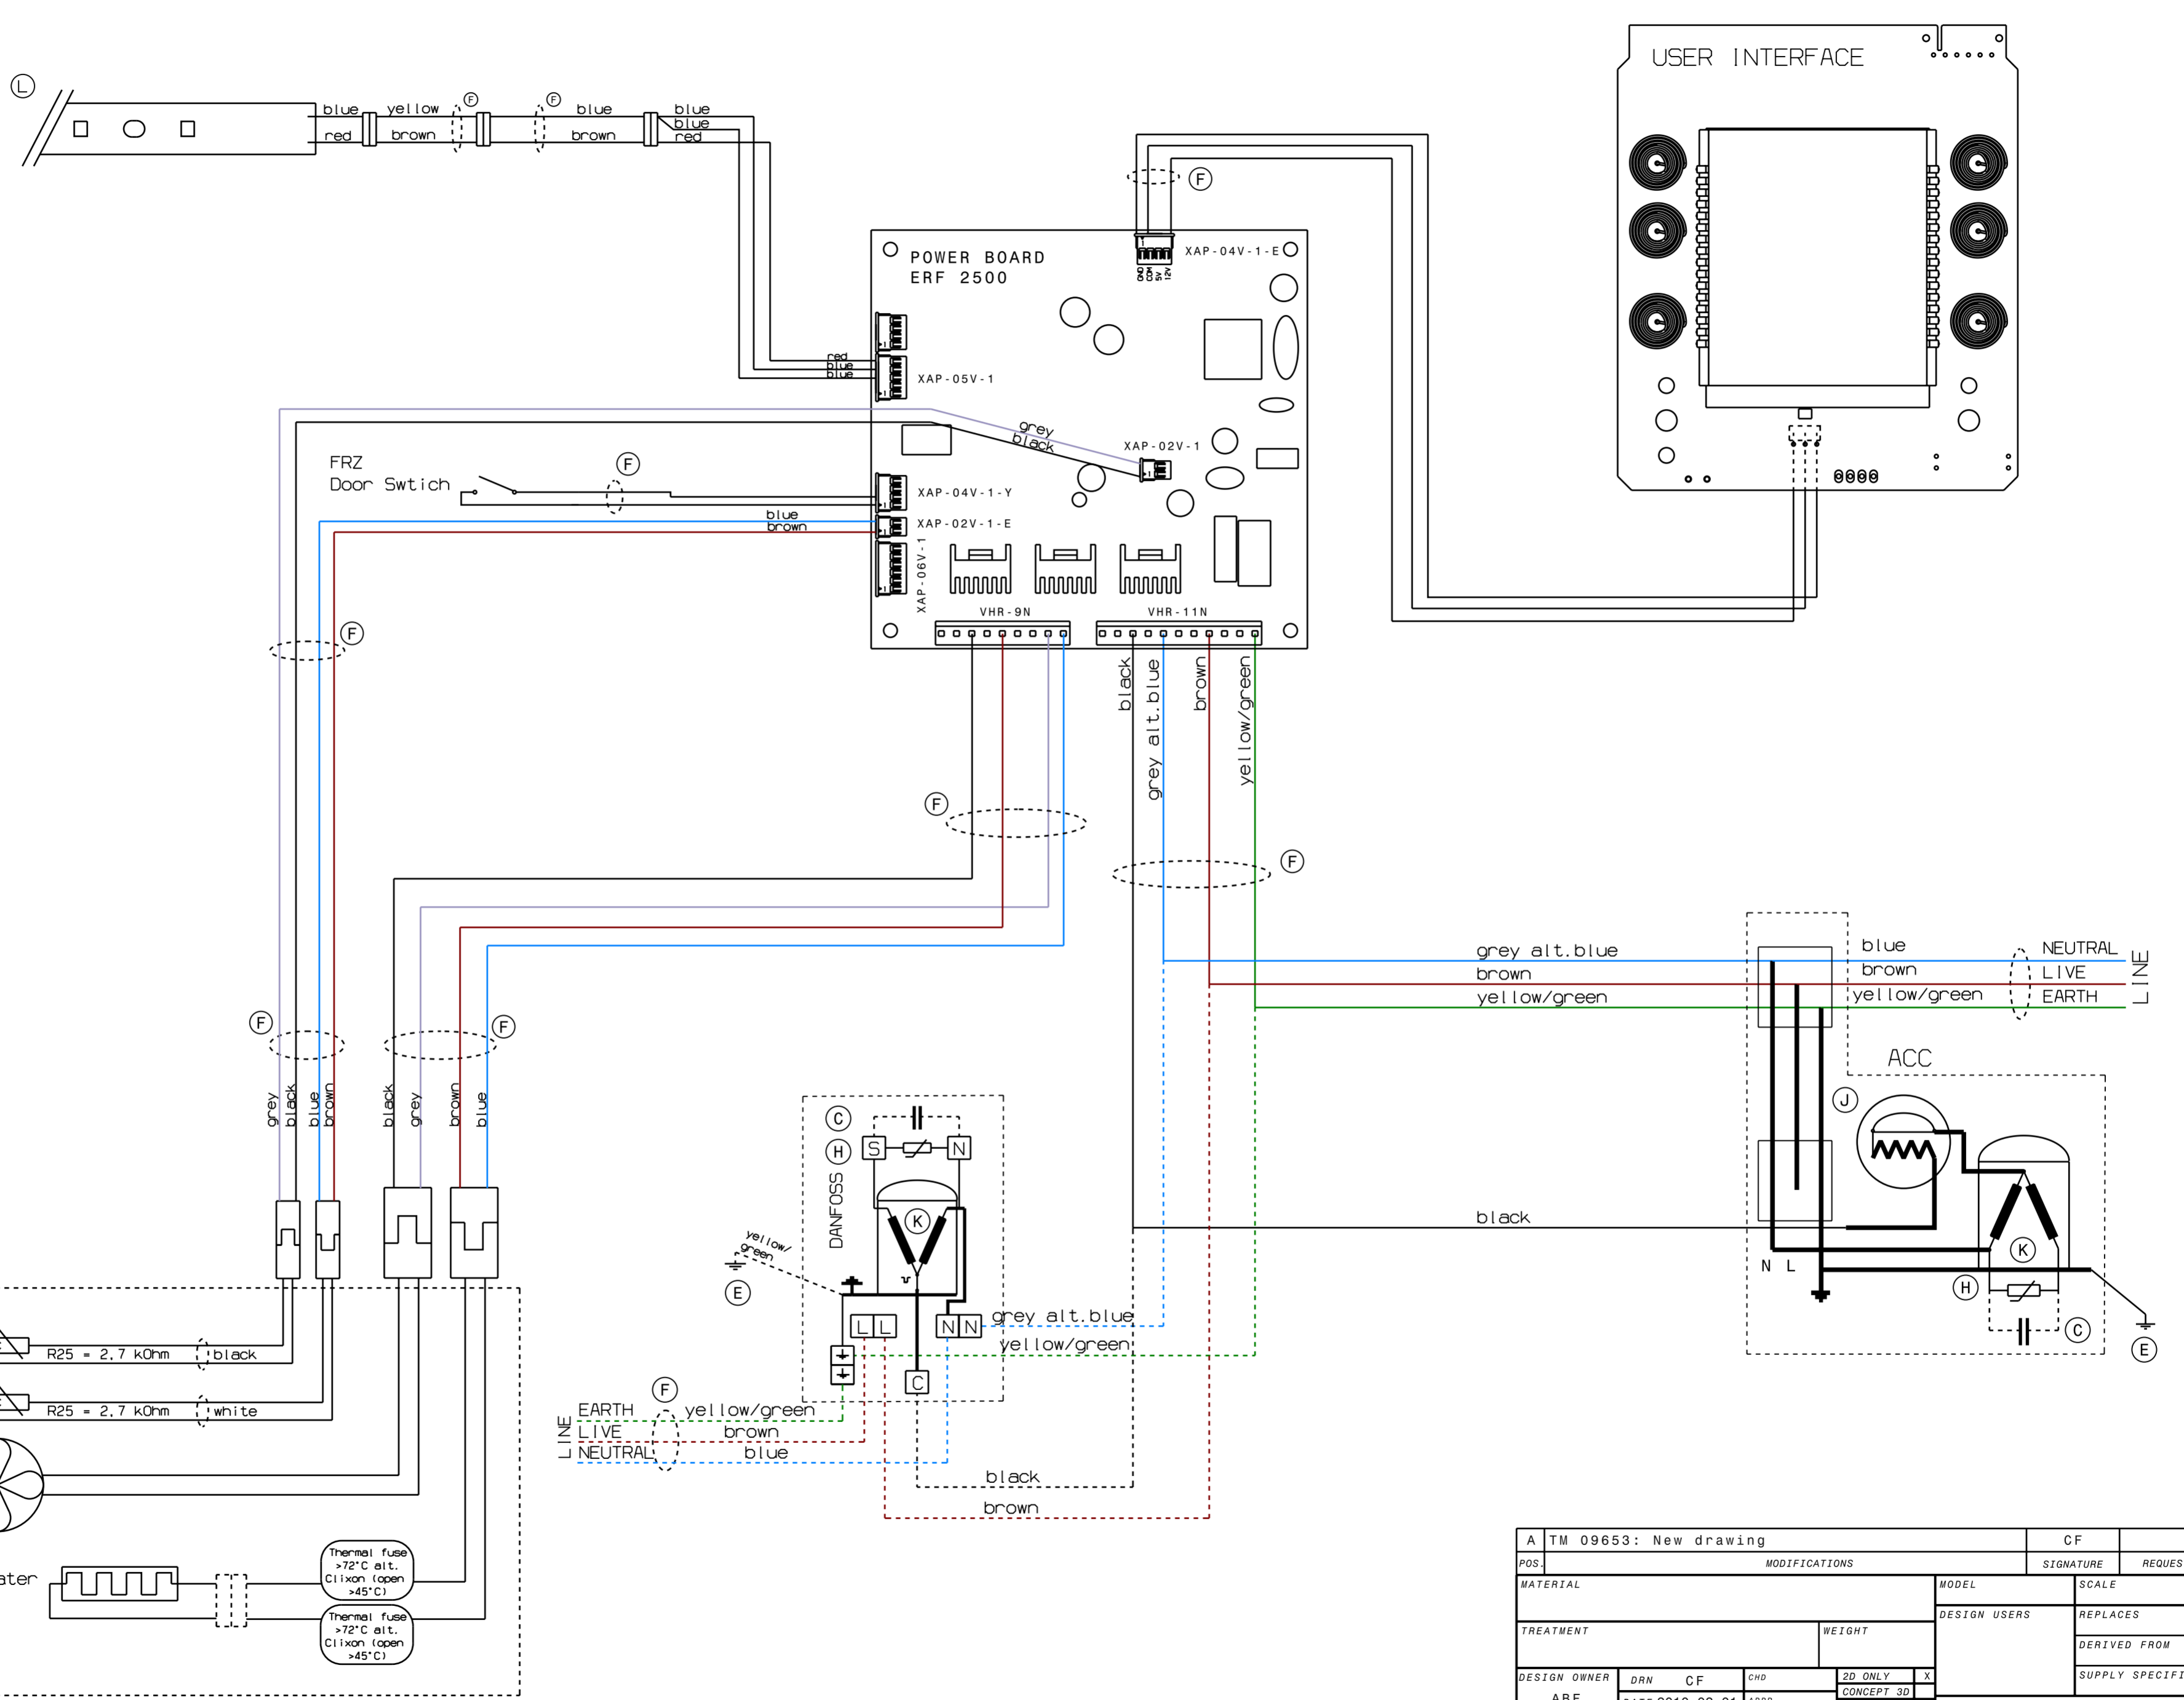 USER INTERFACE
L
blue yellow F F blue blue
blue
red brown brown red
F
POWER BOARD
ERF 2500
XAP-04V-1-E
1
GND
COM
5V
12V
red
blue
blue
XAP-05V-1
grey
black
XAP-02V-1
FRZ
Door Swtich
F
XAP-04V-1-Y
blue
brown
XAP-02V-1-E
XAP-06V-1
VHR-9N
VHR-11N
F
black
grey alt.blue
brown
yellow/green
F
F
grey alt.blue
brown
yellow/green
blue
brown
yellow/green
NEUTRAL
LIVE
EARTH
LINE
F
F
grey
black
blue
brown
black
grey
brown
blue
ACC
J
K
N L
H
C
E
black
C
H
S N
DANFOSS
K
yellow/
green
E
L L N N
C
grey alt.blue
yellow/green
F
LINE
EARTH yellow/green
LIVE brown
NEUTRAL blue
black
brown
R25 = 2,7 kOhm black
R25 = 2,7 kOhm white
ater
Thermal fuse
>72°C alt.
Clixon (open
>45°C)
Thermal fuse
>72°C alt.
Clixon (open
>45°C)
A TM 09653: New drawing CF
POS. MODIFICATIONS SIGNATURE REQUES
MATERIAL MODEL SCALE
DESIGN USERS REPLACES
TREATMENT WEIGHT
DERIVED FROM
DESIGN OWNER DRN CF CHD 2D ONLY X SUPPLY SPECIFI
CONCEPT 3D